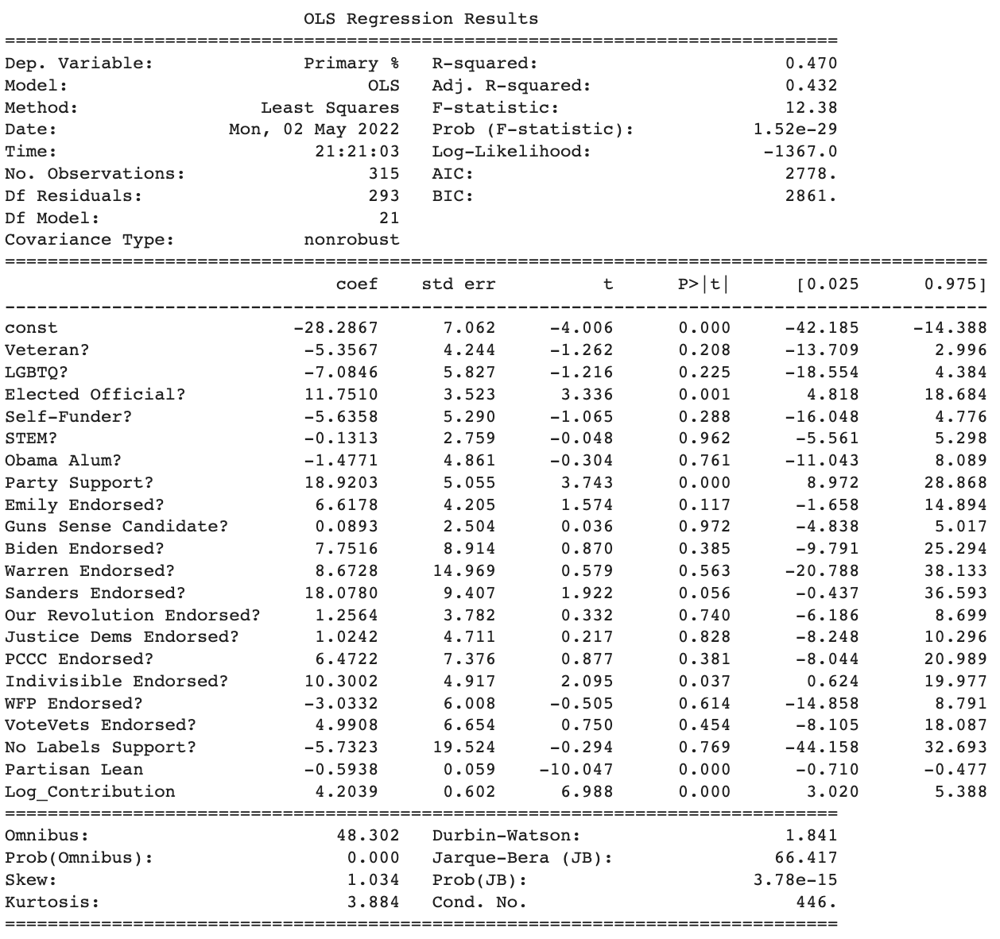 OLS Regression Results
==============================================================================
Dep. Variable:              Primary %   R-squared:                       0.470
Model:                            OLS   Adj. R-squared:                  0.432
Method:                 Least Squares   F-statistic:                     12.38
Date:                Mon, 02 May 2022   Prob (F-statistic):           1.52e-29
Time:                        21:21:03   Log-Likelihood:                -1367.0
No. Observations:                 315   AIC:                             2778.
Df Residuals:                     293   BIC:                             2861.
Df Model:                          21
Covariance Type:            nonrobust
============================================================================================
coef    std err          t      P>|t|      [0.025      0.975]
--------------------------------------------------------------------------------------------
const                      -28.2867      7.062     -4.006      0.000     -42.185     -14.388
Veteran?                    -5.3567      4.244     -1.262      0.208     -13.709       2.996
LGBTQ?                      -7.0846      5.827     -1.216      0.225     -18.554       4.384
Elected Official?           11.7510      3.523      3.336      0.001       4.818      18.684
Self-Funder?                -5.6358      5.290     -1.065      0.288     -16.048       4.776
STEM?                       -0.1313      2.759     -0.048      0.962      -5.561       5.298
Obama Alum?                 -1.4771      4.861     -0.304      0.761     -11.043       8.089
Party Support?              18.9203      5.055      3.743      0.000       8.972      28.868
Emily Endorsed?              6.6178      4.205      1.574      0.117      -1.658      14.894
Guns Sense Candidate?        0.0893      2.504      0.036      0.972      -4.838       5.017
Biden Endorsed?              7.7516      8.914      0.870      0.385      -9.791      25.294
Warren Endorsed?             8.6728     14.969      0.579      0.563     -20.788      38.133
Sanders Endorsed?           18.0780      9.407      1.922      0.056      -0.437      36.593
Our Revolution Endorsed?     1.2564      3.782      0.332      0.740      -6.186       8.699
Justice Dems Endorsed?       1.0242      4.711      0.217      0.828      -8.248      10.296
PCCC Endorsed?               6.4722      7.376      0.877      0.381      -8.044      20.989
Indivisible Endorsed?       10.3002      4.917      2.095      0.037       0.624      19.977
WFP Endorsed?               -3.0332      6.008     -0.505      0.614     -14.858       8.791
VoteVets Endorsed?           4.9908      6.654      0.750      0.454      -8.105      18.087
No Labels Support?          -5.7323     19.524     -0.294      0.769     -44.158      32.693
Partisan Lean               -0.5938      0.059    -10.047      0.000      -0.710      -0.477
Log_Contribution             4.2039      0.602      6.988      0.000       3.020       5.388
==============================================================================
Omnibus:                       48.302   Durbin-Watson:                   1.841
Prob(Omnibus):                  0.000   Jarque-Bera (JB):               66.417
Skew:                           1.034   Prob(JB):                     3.78e-15
Kurtosis:                       3.884   Cond. No.                         446.
==============================================================================